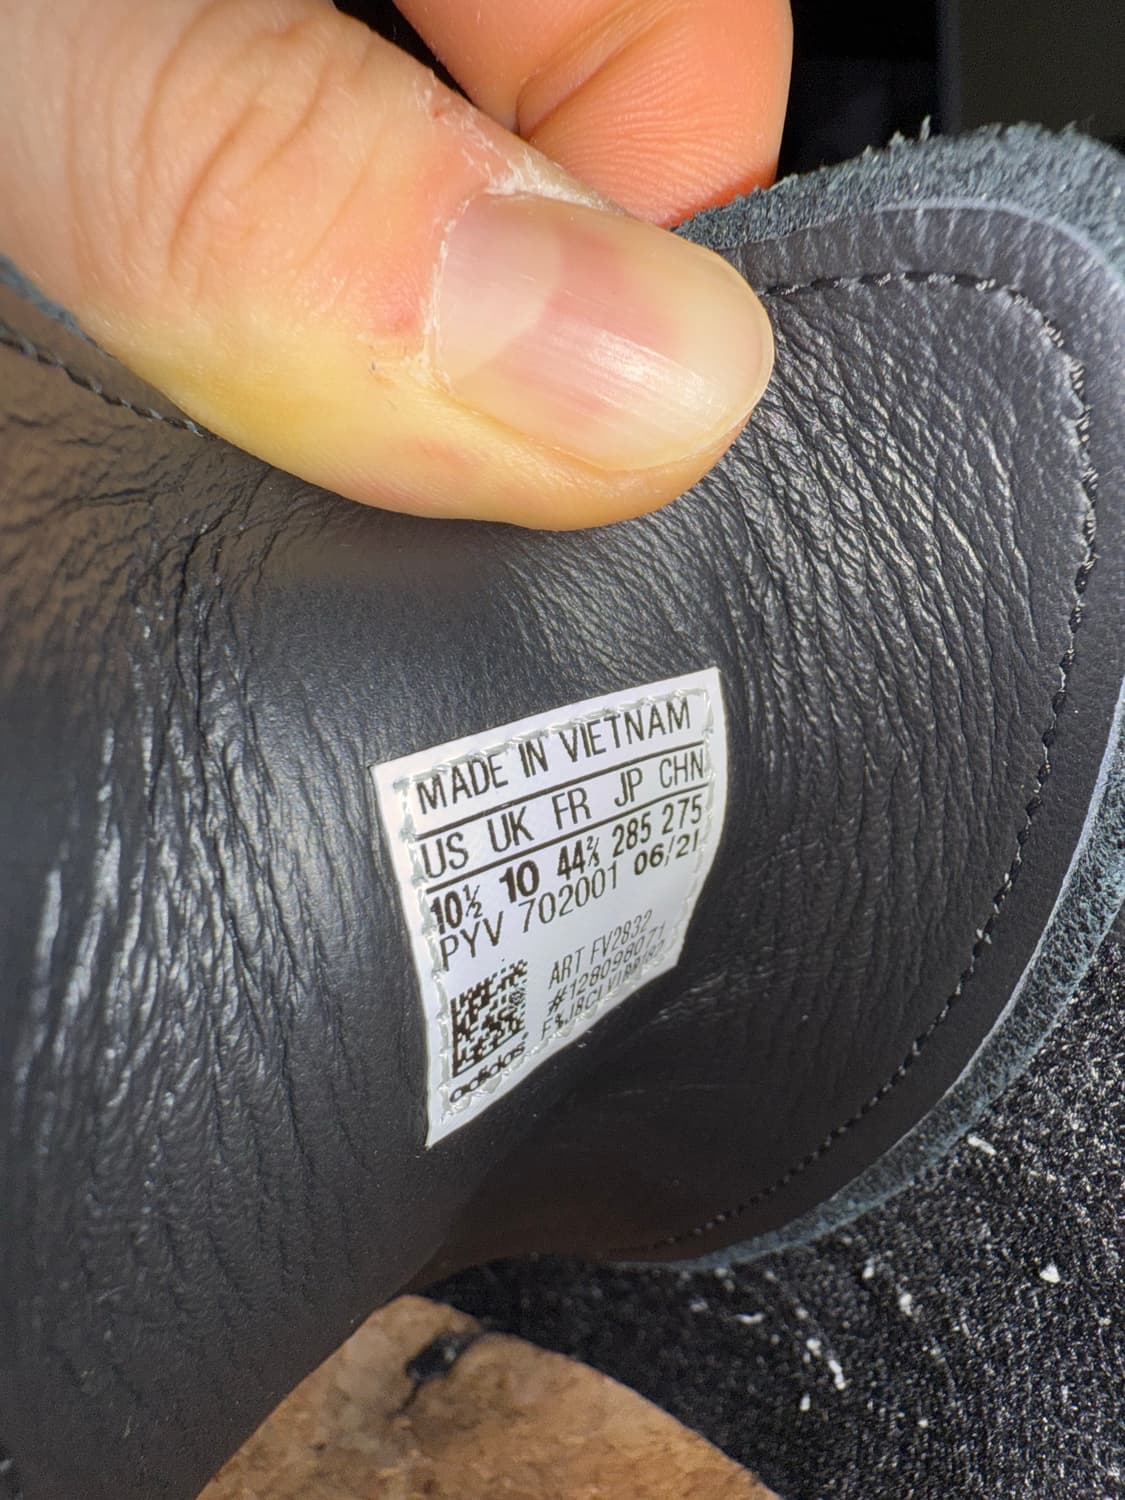 MADE IN VIETNAM
US UK FR JP CHN
10½ 10 44⅔ 285 275
PYV 702001 06/21
ART FV2832
#128098071
adidas